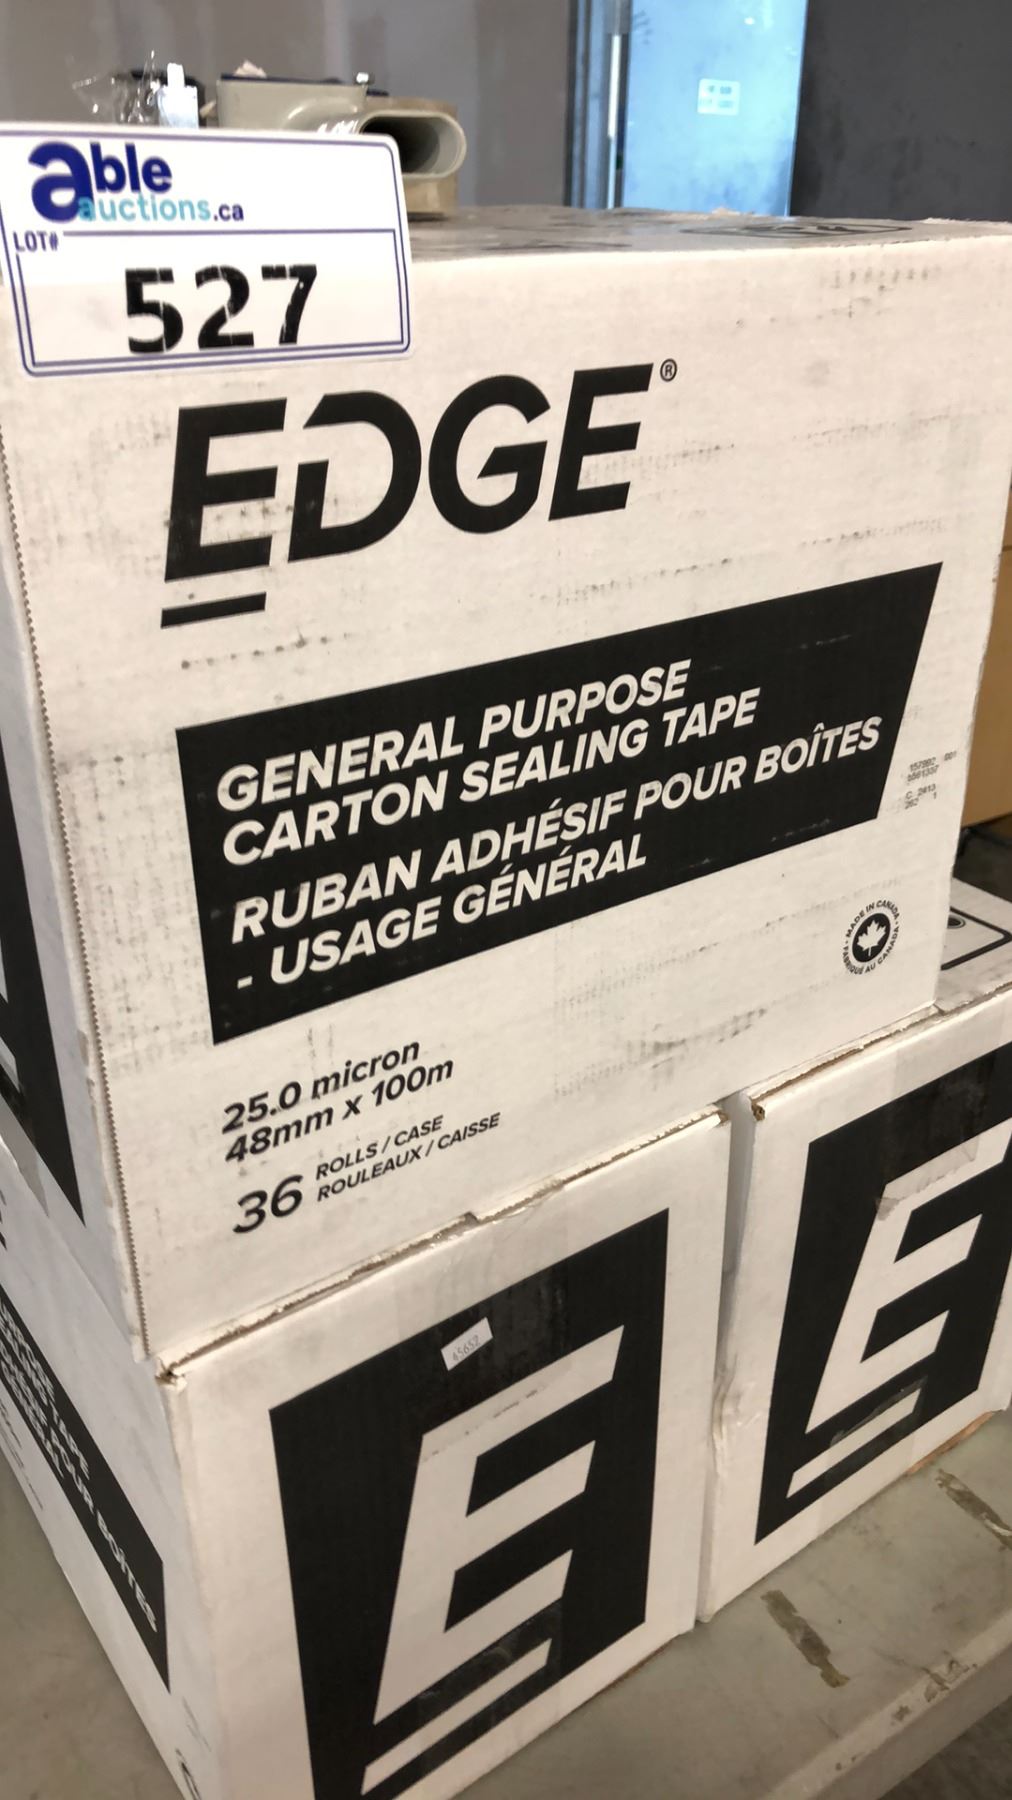 able
auctions.ca
LOT#
527
EDGE®
GENERAL PURPOSE
CARTON SEALING TAPE
RUBAN ADHÉSIF POUR BOÎTES
- USAGE GÉNÉRAL
MADE IN CANADA
FABRIQUÉ AU CANADA
25.0 micron
48mm x 100m
36 ROLLS / CASE
ROULEAUX / CAISSE
45652
E
E